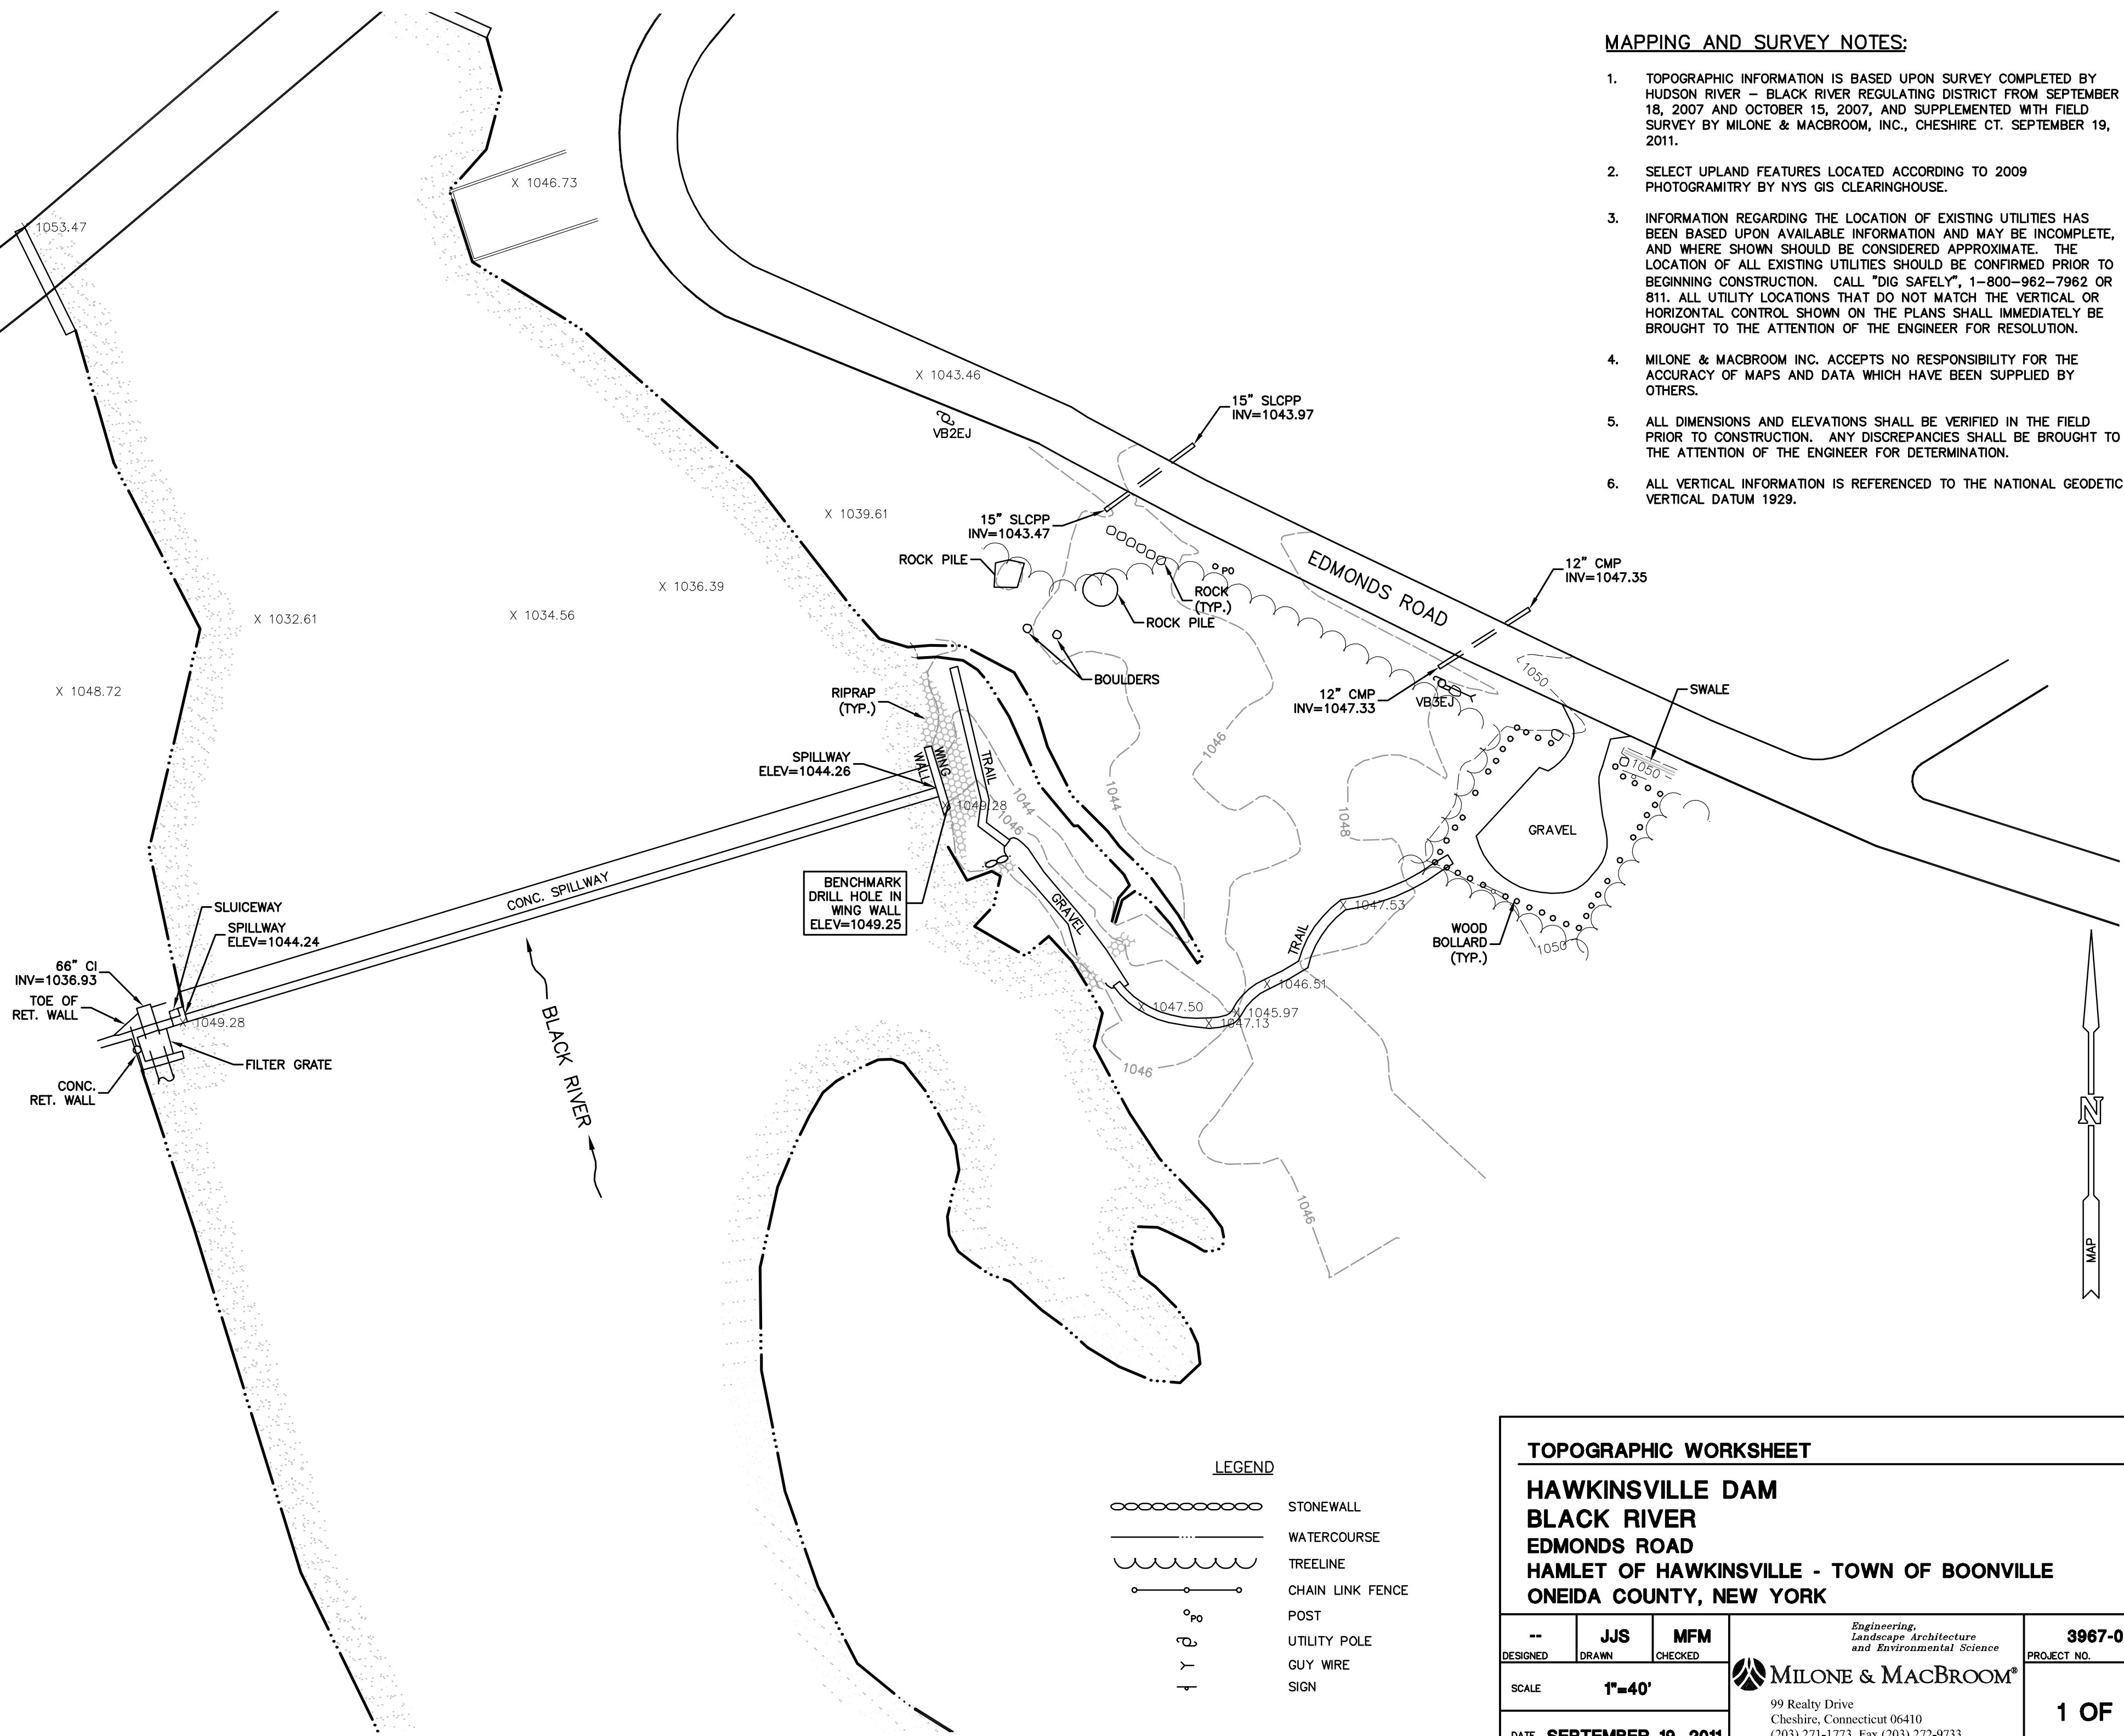 MAPPING AND SURVEY NOTES:
1. TOPOGRAPHIC INFORMATION IS BASED UPON SURVEY COMPLETED BY
HUDSON RIVER – BLACK RIVER REGULATING DISTRICT FROM SEPTEMBER
18, 2007 AND OCTOBER 15, 2007, AND SUPPLEMENTED WITH FIELD
SURVEY BY MILONE & MACBROOM, INC., CHESHIRE CT. SEPTEMBER 19,
2011.
2. SELECT UPLAND FEATURES LOCATED ACCORDING TO 2009
PHOTOGRAMITRY BY NYS GIS CLEARINGHOUSE.
3. INFORMATION REGARDING THE LOCATION OF EXISTING UTILITIES HAS
BEEN BASED UPON AVAILABLE INFORMATION AND MAY BE INCOMPLETE,
AND WHERE SHOWN SHOULD BE CONSIDERED APPROXIMATE. THE
LOCATION OF ALL EXISTING UTILITIES SHOULD BE CONFIRMED PRIOR TO
BEGINNING CONSTRUCTION. CALL "DIG SAFELY", 1–800–962–7962 OR
811. ALL UTILITY LOCATIONS THAT DO NOT MATCH THE VERTICAL OR
HORIZONTAL CONTROL SHOWN ON THE PLANS SHALL IMMEDIATELY BE
BROUGHT TO THE ATTENTION OF THE ENGINEER FOR RESOLUTION.
4. MILONE & MACBROOM INC. ACCEPTS NO RESPONSIBILITY FOR THE
ACCURACY OF MAPS AND DATA WHICH HAVE BEEN SUPPLIED BY
OTHERS.
5. ALL DIMENSIONS AND ELEVATIONS SHALL BE VERIFIED IN THE FIELD
PRIOR TO CONSTRUCTION. ANY DISCREPANCIES SHALL BE BROUGHT TO
THE ATTENTION OF THE ENGINEER FOR DETERMINATION.
6. ALL VERTICAL INFORMATION IS REFERENCED TO THE NATIONAL GEODETIC
VERTICAL DATUM 1929.
X 1046.73
1053.47
X 1043.46
VB2EJ
15" SLCPP
INV=1043.97
X 1039.61
15" SLCPP
INV=1043.47
ROCK PILE
PO
ROCK
(TYP.)
ROCK PILE
EDMONDS ROAD
12" CMP
INV=1047.35
X 1036.39
X 1034.56
X 1032.61
X 1048.72
BOULDERS
12" CMP
INV=1047.33
VB3EJ
1050
SWALE
RIPRAP
(TYP.)
SPILLWAY
ELEV=1044.26
WING
WALL
TRAIL
X 1049.28
1044
1046
1044
1046
1048
1050
GRAVEL
BENCHMARK
DRILL HOLE IN
WING WALL
ELEV=1049.25
GRAVEL
CONC. SPILLWAY
SLUICEWAY
SPILLWAY
ELEV=1044.24
66" CI
INV=1036.93
TOE OF
RET. WALL
X 1049.28
FILTER GRATE
CONC.
RET. WALL
BLACK RIVER
X 1047.53
TRAIL
WOOD
BOLLARD
(TYP.)
1050
X 1046.51
X 1047.50
X 1045.97
X 1047.13
1046
1046
N
MAP
LEGEND
STONEWALL
WATERCOURSE
TREELINE
CHAIN LINK FENCE
PO POST
UTILITY POLE
GUY WIRE
SIGN
TOPOGRAPHIC WORKSHEET
HAWKINSVILLE DAM
BLACK RIVER
EDMONDS ROAD
HAMLET OF HAWKINSVILLE - TOWN OF BOONVILLE
ONEIDA COUNTY, NEW YORK
-- JJS MFM
DESIGNED DRAWN CHECKED
SCALE 1"=40'
DATE SEPTEMBER 19, 2011
Engineering,
Landscape Architecture
and Environmental Science
MILONE & MACBROOM®
99 Realty Drive
Cheshire, Connecticut 06410
(203) 271-1773 Fax (203) 272-9733
3967-0
PROJECT NO.
1 OF